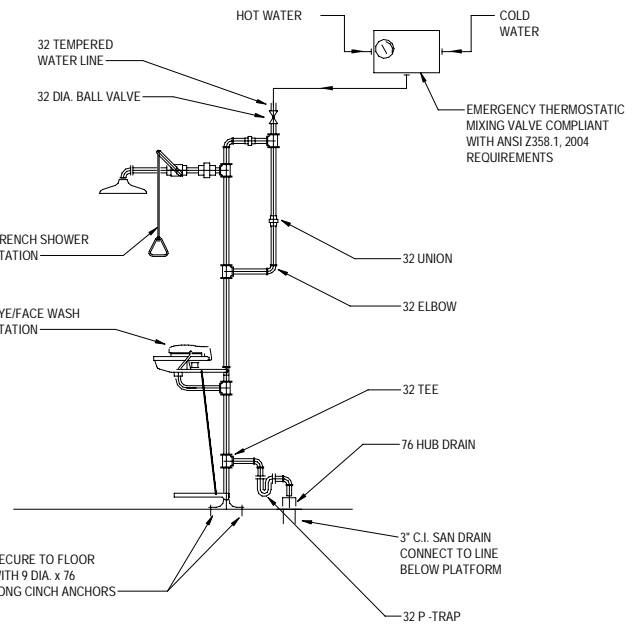 HOT WATER
COLD
WATER
32 TEMPERED
WATER LINE
32 DIA. BALL VALVE
EMERGENCY THERMOSTATIC
MIXING VALVE COMPLIANT
WITH ANSI Z358.1, 2004
REQUIREMENTS
RENCH SHOWER
TATION
32 UNION
32 ELBOW
YE/FACE WASH
TATION
32 TEE
76 HUB DRAIN
3" C.I. SAN DRAIN
CONNECT TO LINE
BELOW PLATFORM
ECURE TO FLOOR
WITH 9 DIA. x 76
ONG CINCH ANCHORS
32 P -TRAP